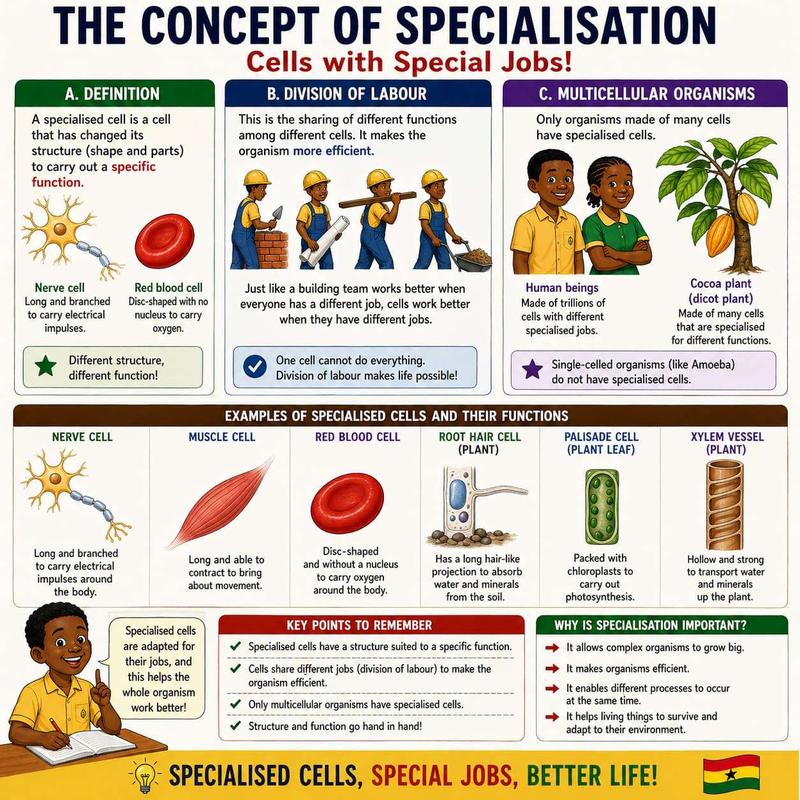 THE CONCEPT OF SPECIALISATION
Cells with Special Jobs!
A. DEFINITION
A specialised cell is a cell
that has changed its
structure (shape and parts)
to carry out a specific
function.
Nerve cell
Long and branched
to carry electrical
impulses.
Red blood cell
Disc-shaped with no
nucleus to carry
oxygen.
Different structure,
different function!
B. DIVISION OF LABOUR
This is the sharing of different functions
among different cells. It makes the
organism more efficient.
Just like a building team works better when
everyone has a different job, cells work better
when they have different jobs.
One cell cannot do everything.
Division of labour makes life possible!
C. MULTICELLULAR ORGANISMS
Only organisms made of many cells
have specialised cells.
Human beings
Made of trillions of
cells with different
specialised jobs.
Cocoa plant
(dicot plant)
Made of many cells
that are specialised
for different functions.
Single-celled organisms (like Amoeba)
do not have specialised cells.
EXAMPLES OF SPECIALISED CELLS AND THEIR FUNCTIONS
NERVE CELL
Long and branched
to carry electrical
impulses around
the body.
MUSCLE CELL
Long and able to
contract to bring
about movement.
RED BLOOD CELL
Disc-shaped
and without a nucleus
to carry oxygen
around the body.
ROOT HAIR CELL
(PLANT)
Has a long hair-like
projection to absorb
water and minerals
from the soil.
PALISADE CELL
(PLANT LEAF)
Packed with
chloroplasts to
carry out
photosynthesis.
XYLEM VESSEL
(PLANT)
Hollow and strong
to transport water
and minerals
up the plant.
Specialised cells
are adapted for
their jobs, and
this helps the
whole organism
work better!
KEY POINTS TO REMEMBER
Specialised cells have a structure suited to a specific function.
Cells share different jobs (division of labour) to make the
organism efficient.
Only multicellular organisms have specialised cells.
Structure and function go hand in hand!
WHY IS SPECIALISATION IMPORTANT?
It allows complex organisms to grow big.
It makes organisms efficient.
It enables different processes to occur
at the same time.
It helps living things to survive and
adapt to their environment.
SPECIALISED CELLS, SPECIAL JOBS, BETTER LIFE!